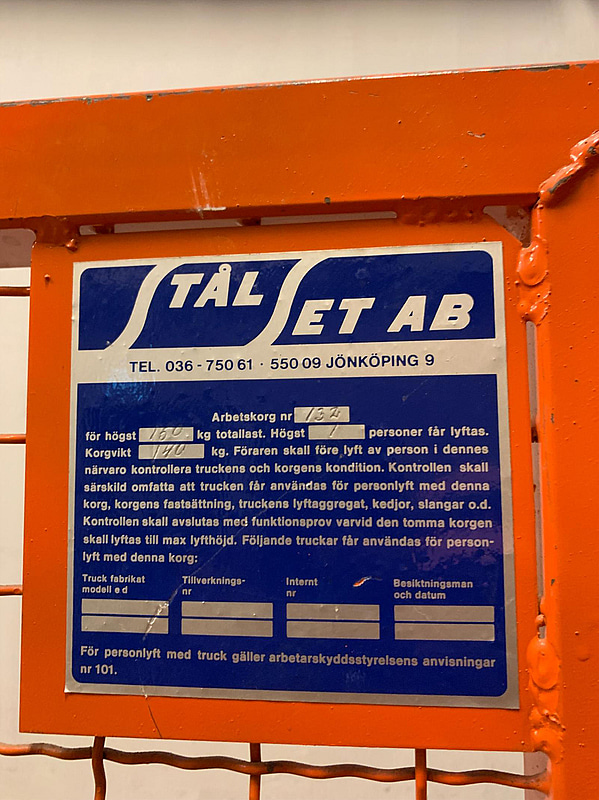 STÅL
SET AB
TEL. 036 - 750 61 · 550 09 JÖNKÖPING 9
Arbetskorg nr 132
för högst 150. kg totallast. Högst 1 personer får lyftas.
Korgvikt 140 kg. Föraren skall före lyft av person i dennes
närvaro kontrollera truckens och korgens kondition. Kontrollen skall
särskild omfatta att trucken får användas för personlyft med denna
korg, korgens fastsättning, truckens lyftaggregat, kedjor, slangar o.d.
Kontrollen skall avslutas med funktionsprov varvid den tomma korgen
skall lyftas till max lyfthöjd. Följande truckar får användas för person-
lyft med denna korg:
Truck fabrikat Tillverknings- Internt Besiktningsman
modell e d nr nr och datum
För personlyft med truck gäller arbetarskyddsstyrelsens anvisningar
nr 101.